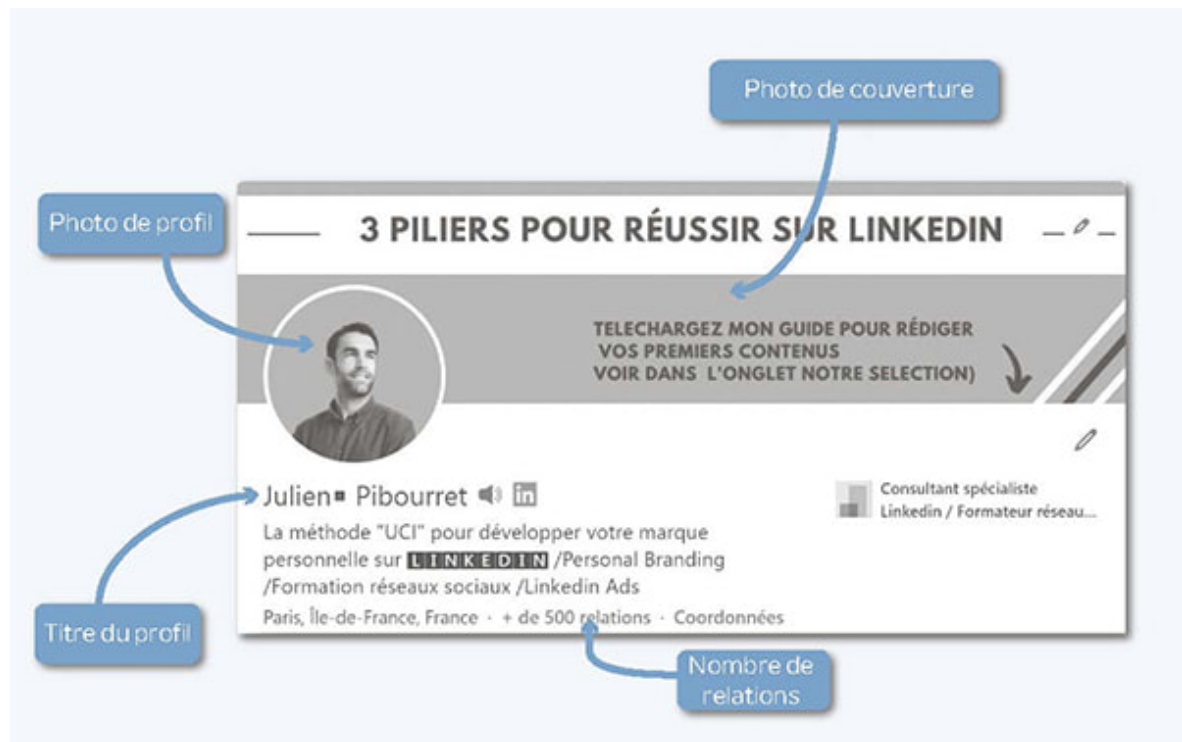 Photo de couverture
Photo de profil
3 PILIERS POUR RÉUSSIR SUR LINKEDIN
TELECHARGEZ MON GUIDE POUR RÉDIGER
VOS PREMIERS CONTENUS
VOIR DANS L'ONGLET NOTRE SELECTION)
Julien Pibourret in
Consultant spécialiste
Linkedin / Formateur réseau...
La méthode "UCI" pour développer votre marque
personnelle sur LINKEDIN /Personal Branding
/Formation réseaux sociaux /Linkedin Ads
Paris, Île-de-France, France · + de 500 relations · Coordonnées
Titre du profil
Nombre de
relations